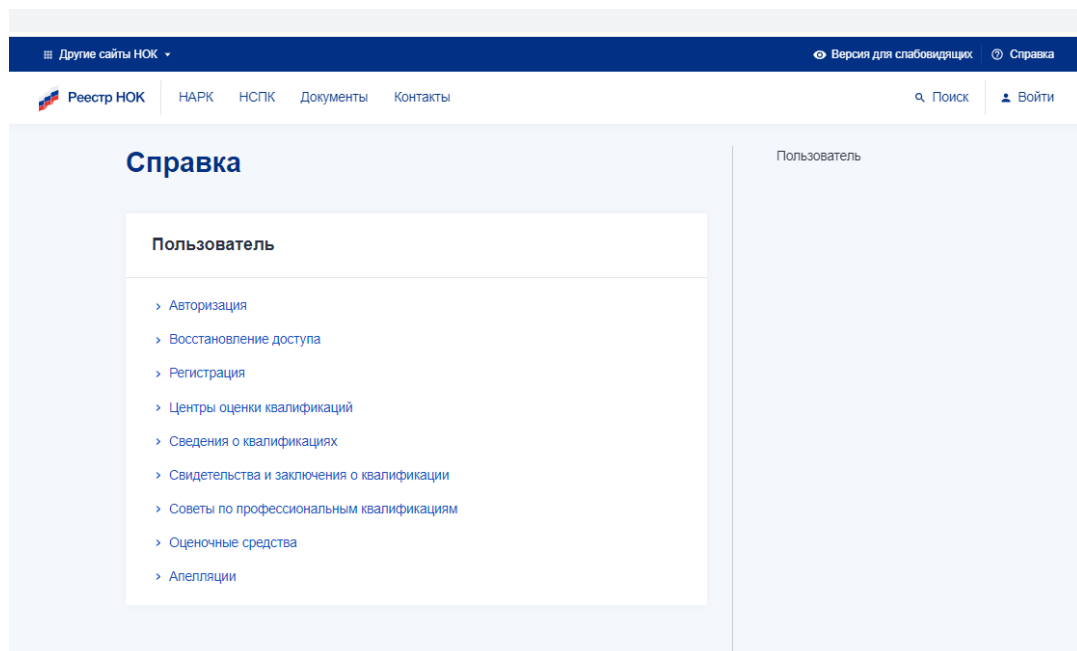 Другие сайты НОК
Версия для слабовидящих
Справка
Реестр НОК
НАРК
НСПК
Документы
Контакты
Поиск
Войти
Справка
Пользователь
Пользователь
Авторизация
Восстановление доступа
Регистрация
Центры оценки квалификаций
Сведения о квалификациях
Свидетельства и заключения о квалификации
Советы по профессиональным квалификациям
Оценочные средства
Апелляции